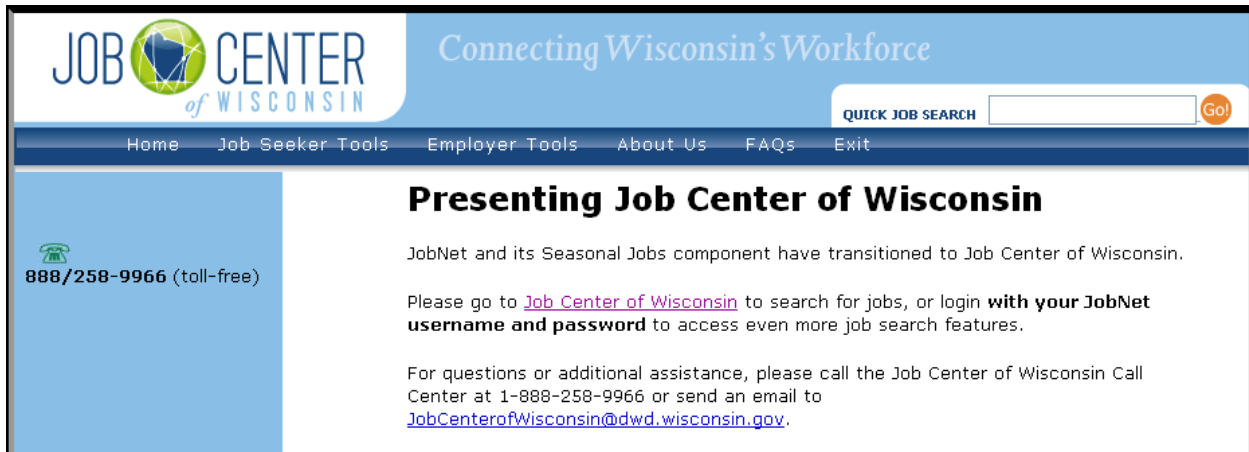 JOB CENTER
of WISCONSIN
Connecting Wisconsin's Workforce
QUICK JOB SEARCH Go!
Home Job Seeker Tools Employer Tools About Us FAQs Exit
888/258-9966 (toll-free)
Presenting Job Center of Wisconsin
JobNet and its Seasonal Jobs component have transitioned to Job Center of Wisconsin.
Please go to Job Center of Wisconsin to search for jobs, or login with your JobNet
username and password to access even more job search features.
For questions or additional assistance, please call the Job Center of Wisconsin Call
Center at 1-888-258-9966 or send an email to
JobCenterofWisconsin@dwd.wisconsin.gov.